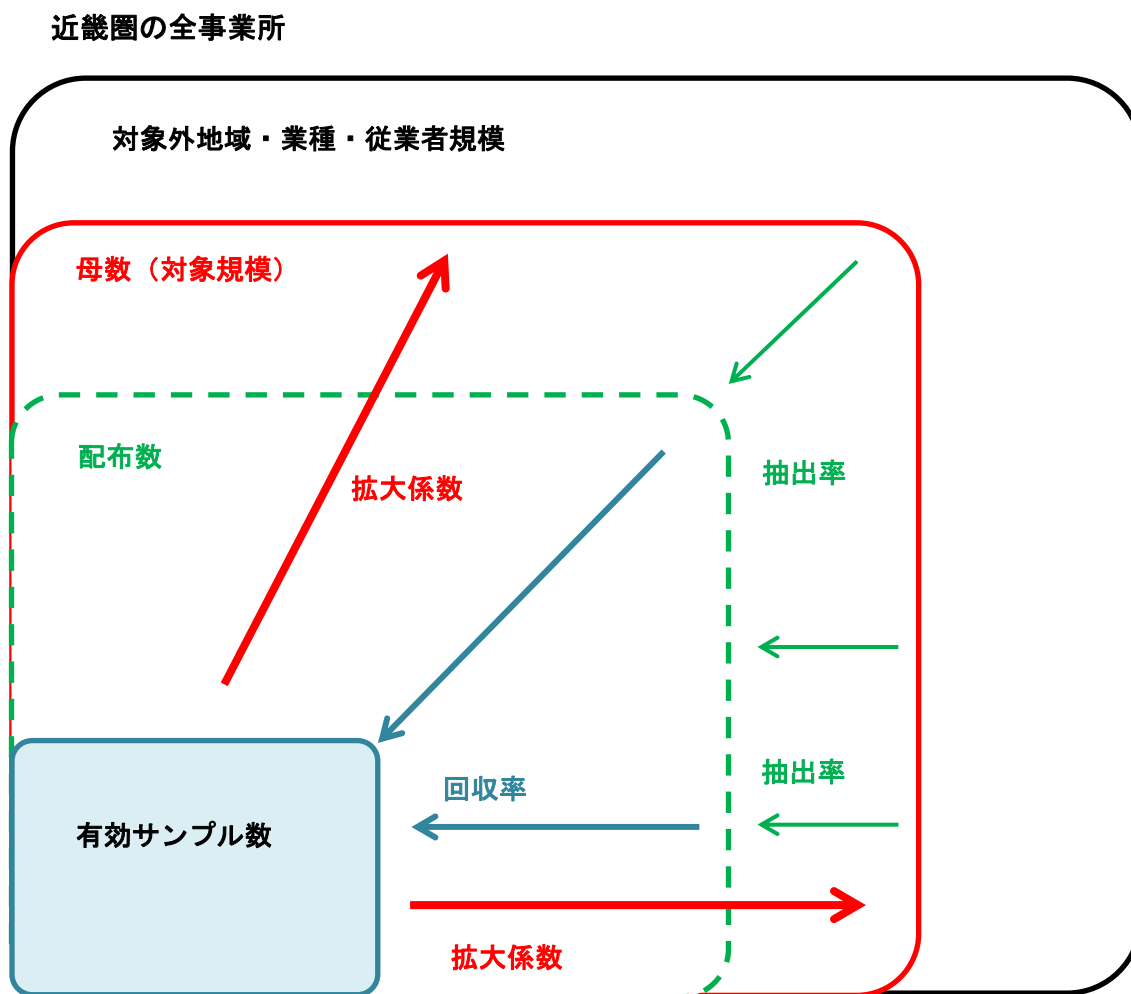 近畿圏の全事業所
対象外地域・業種・従業者規模
母数（対象規模）
配布数
拡大係数
抽出率
回収率
抽出率
有効サンプル数
拡大係数